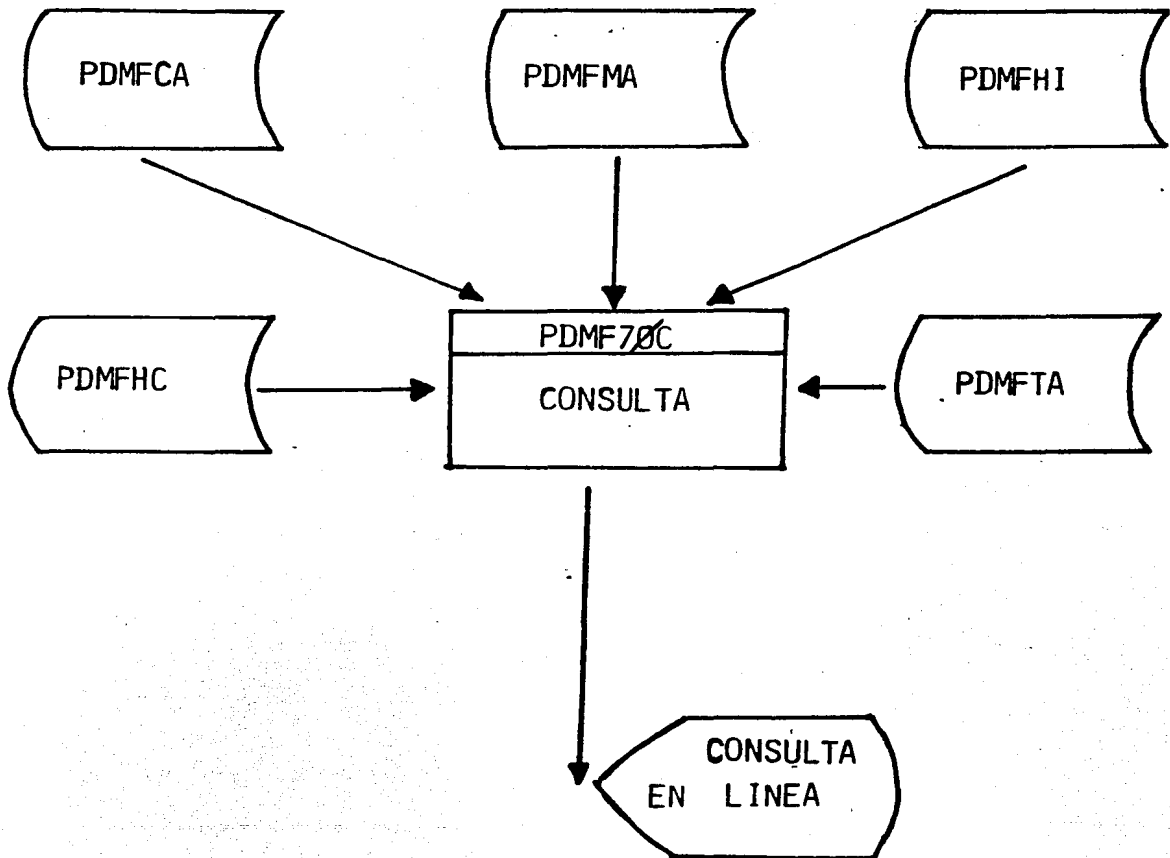 PDMFCA
PDMFMA
PDMFHI
PDMFHC
PDMF70C
CONSULTA
PDMFTA
CONSULTA
EN LINEA